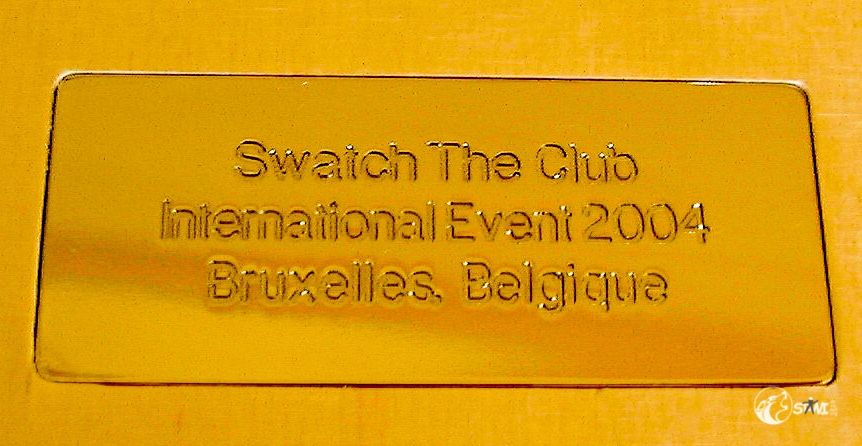 Swatch The Club
International Event 2004
Bruxelles, Belgique